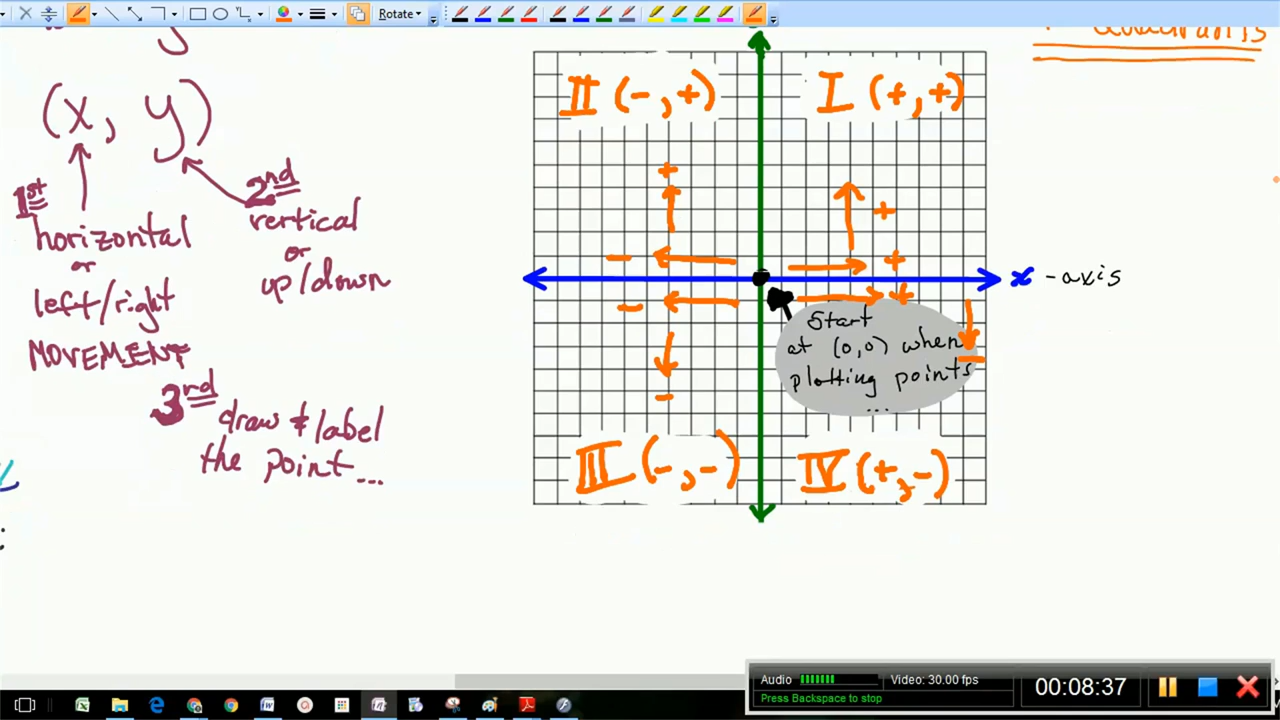 Rotate
Quadrants
(x, y)
1st
horizontal
or
left/right
MOVEMENT
2nd
vertical
or
up/down
3rd
draw & label
the point...
II (-, +)
I (+, +)
+
+
-
+
+
-
-
-
x -axis
Start
at (0,0) when
plotting points
...
III (-, -)
IV (+, -)
Audio
Video: 30.00 fps
Press Backspace to stop
00:08:37